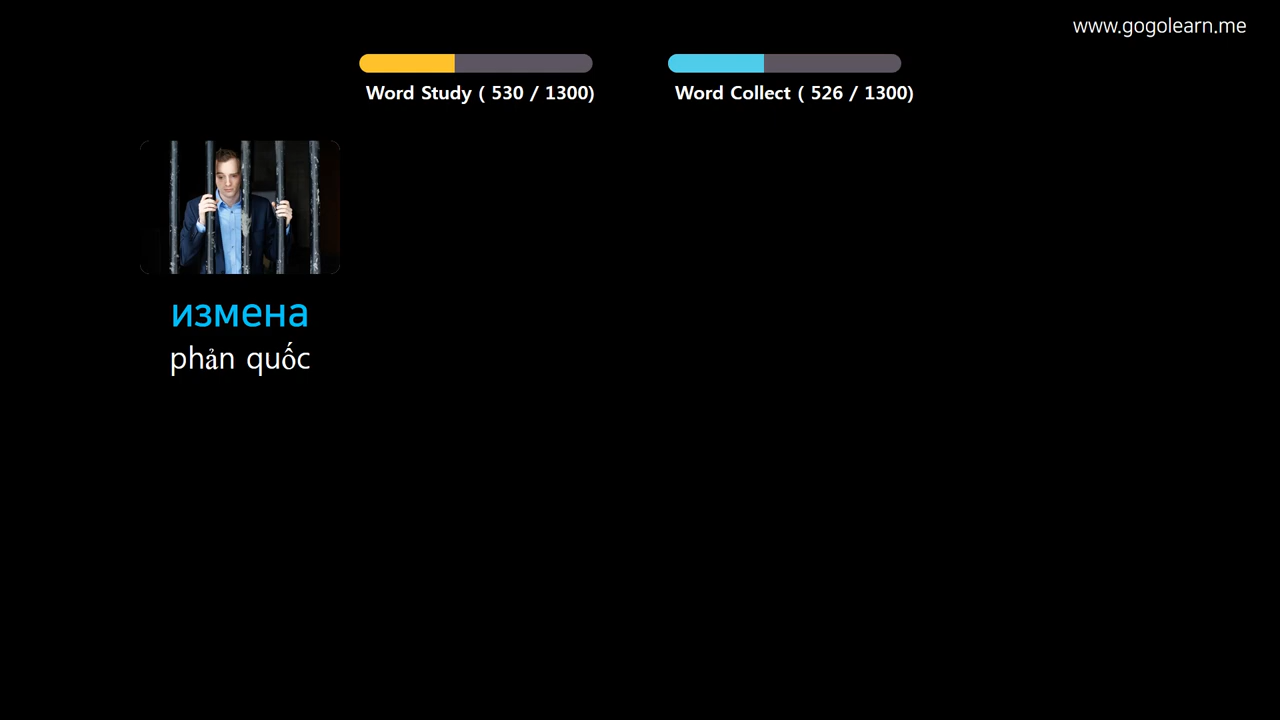 www.gogolearn.me
Word Study ( 530 / 1300)
Word Collect ( 526 / 1300)
измена
phản quốc